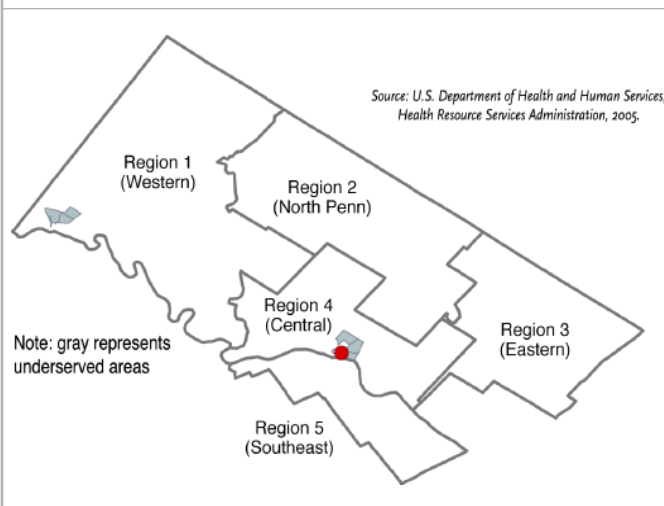 Source: U.S. Department of Health and Human Services,
Health Resource Services Administration, 2005.
Region 1
(Western)
Region 2
(North Penn)
Region 4
(Central)
Region 3
(Eastern)
Note: gray represents
underserved areas
Region 5
(Southeast)